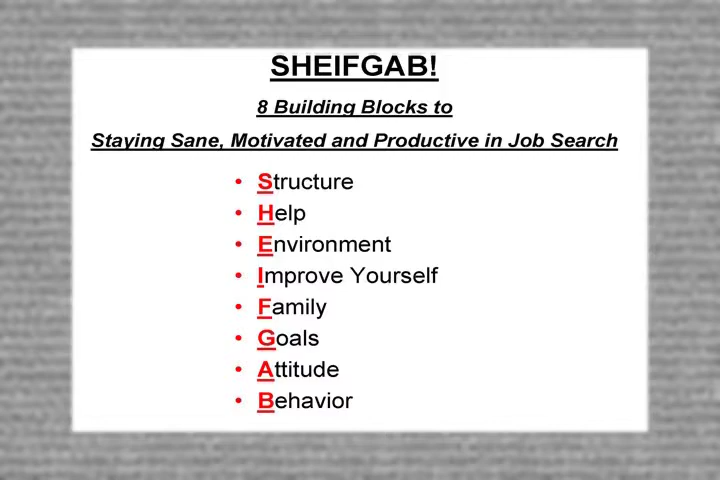 SHEIFGAB!
8 Building Blocks to
Staying Sane, Motivated and Productive in Job Search
• Structure
• Help
• Environment
• Improve Yourself
• Family
• Goals
• Attitude
• Behavior